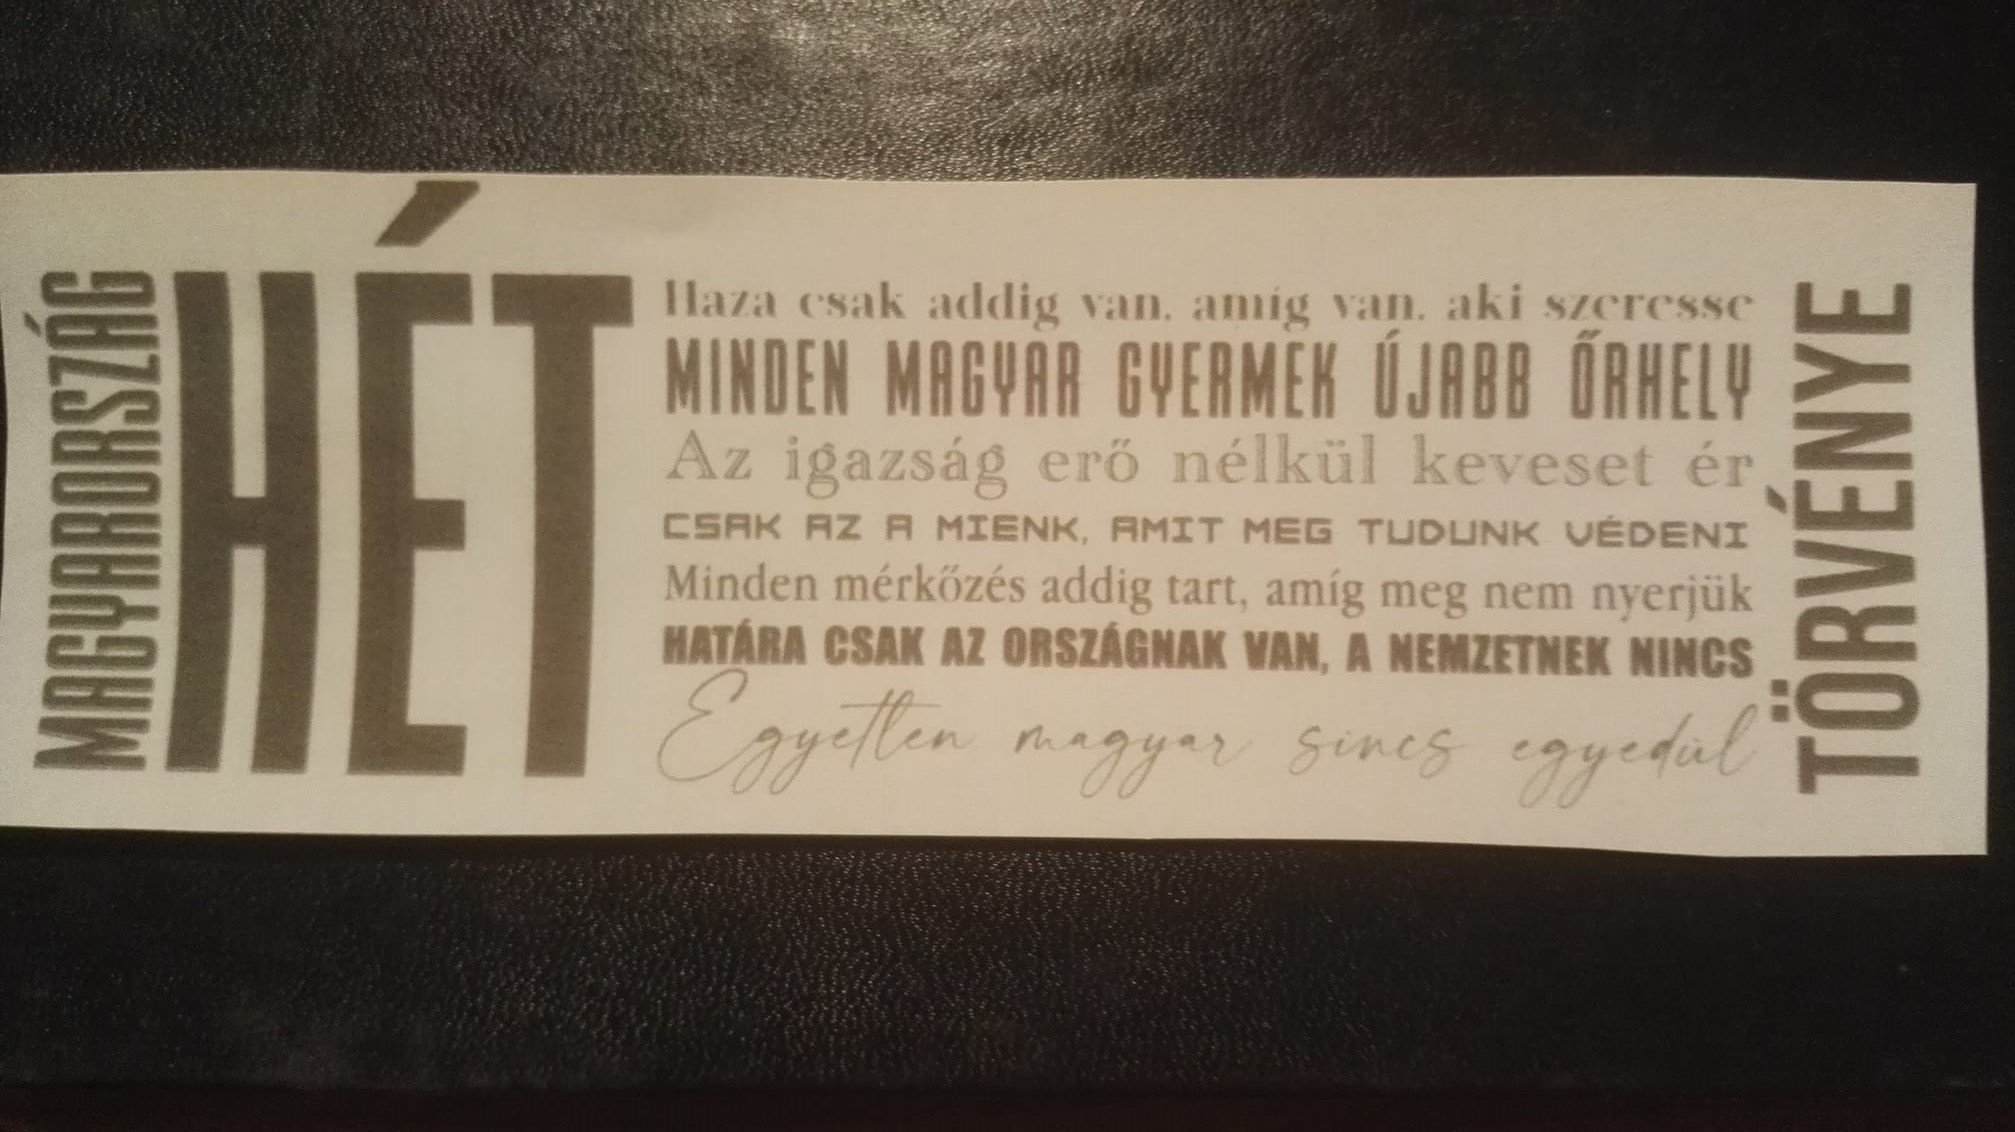 MAGYARORSZÁG
HÉT
Haza csak addig van, amíg van, aki szeresse
MINDEN MAGYAR GYERMEK ÚJABB ŐRHELY
Az igazság erő nélkül keveset ér
CSAK AZ A MIENK, AMIT MEG TUDUNK VÉDENI
Minden mérkőzés addig tart, amíg meg nem nyerjük
HATÁRA CSAK AZ ORSZÁGNAK VAN, A NEMZETNEK NINCS
Egyetlen magyar sincs egyedül
TÖRVÉNYE